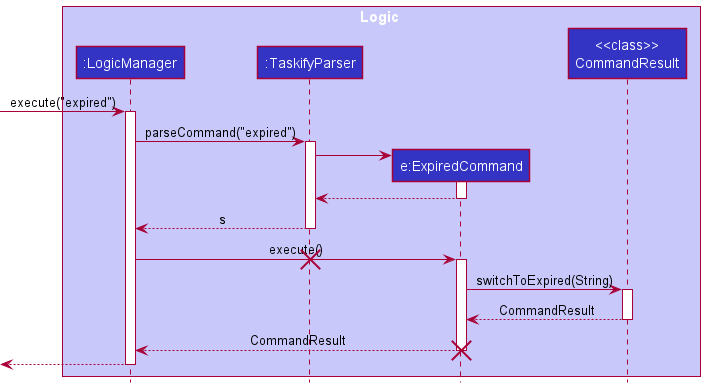 Logic
:LogicManager
:TaskifyParser
<<class>>
CommandResult
execute("expired")
parseCommand("expired")
e:ExpiredCommand
s
execute()
switchToExpired(String)
CommandResult
CommandResult